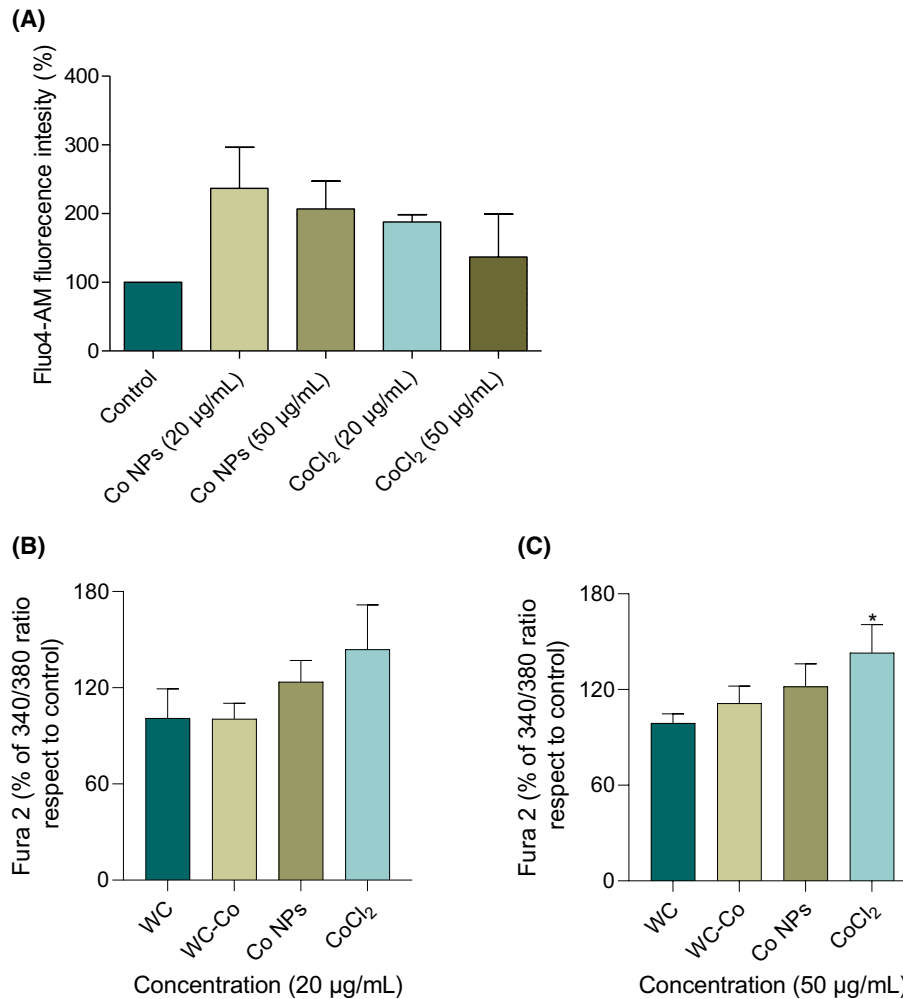 (A)
Fluo4-AM fluorecence intesity (%)
400
300
200
100
0
Control
Co NPs (20 µg/mL)
Co NPs (50 µg/mL)
CoCl₂ (20 µg/mL)
CoCl₂ (50 µg/mL)
(B)
Fura 2 (% of 340/380 ratio
respect to control)
180
120
60
0
WC
WC-Co
Co NPs
CoCl₂
Concentration (20 µg/mL)
(C)
Fura 2 (% of 340/380 ratio
respect to control)
180
120
60
0
*
WC
WC-Co
Co NPs
CoCl₂
Concentration (50 µg/mL)